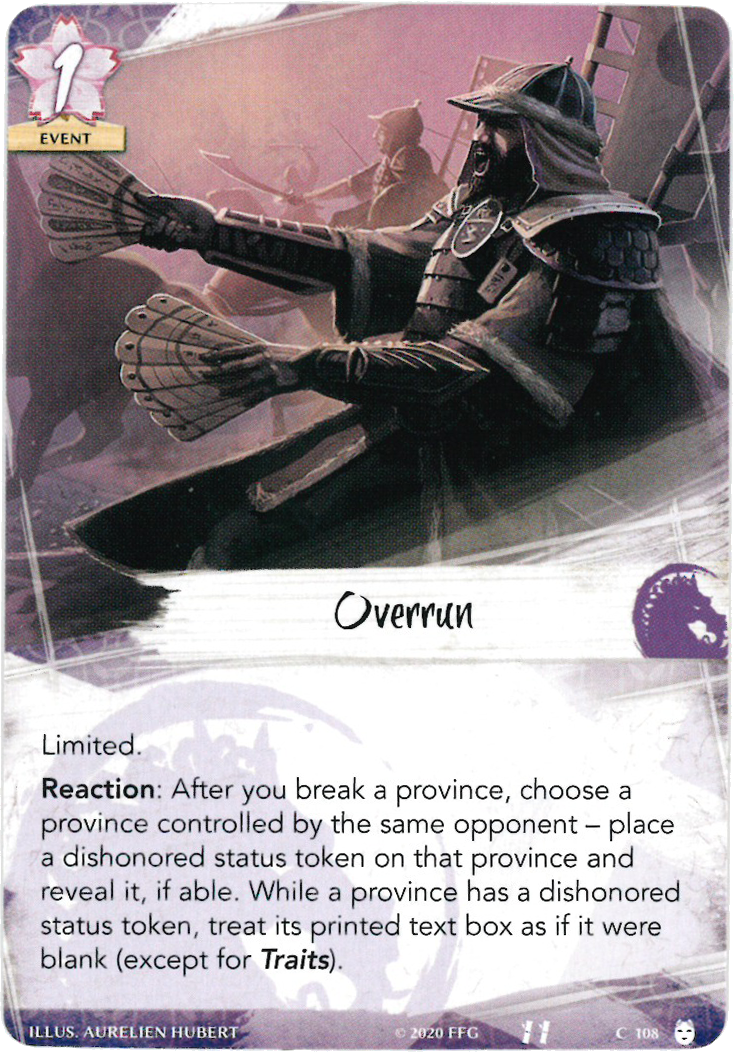 1
EVENT
Overrun
Limited.
Reaction: After you break a province, choose a
province controlled by the same opponent – place
a dishonored status token on that province and
reveal it, if able. While a province has a dishonored
status token, treat its printed text box as if it were
blank (except for Traits).
ILLUS. AURELIEN HUBERT © 2020 FFG C 108